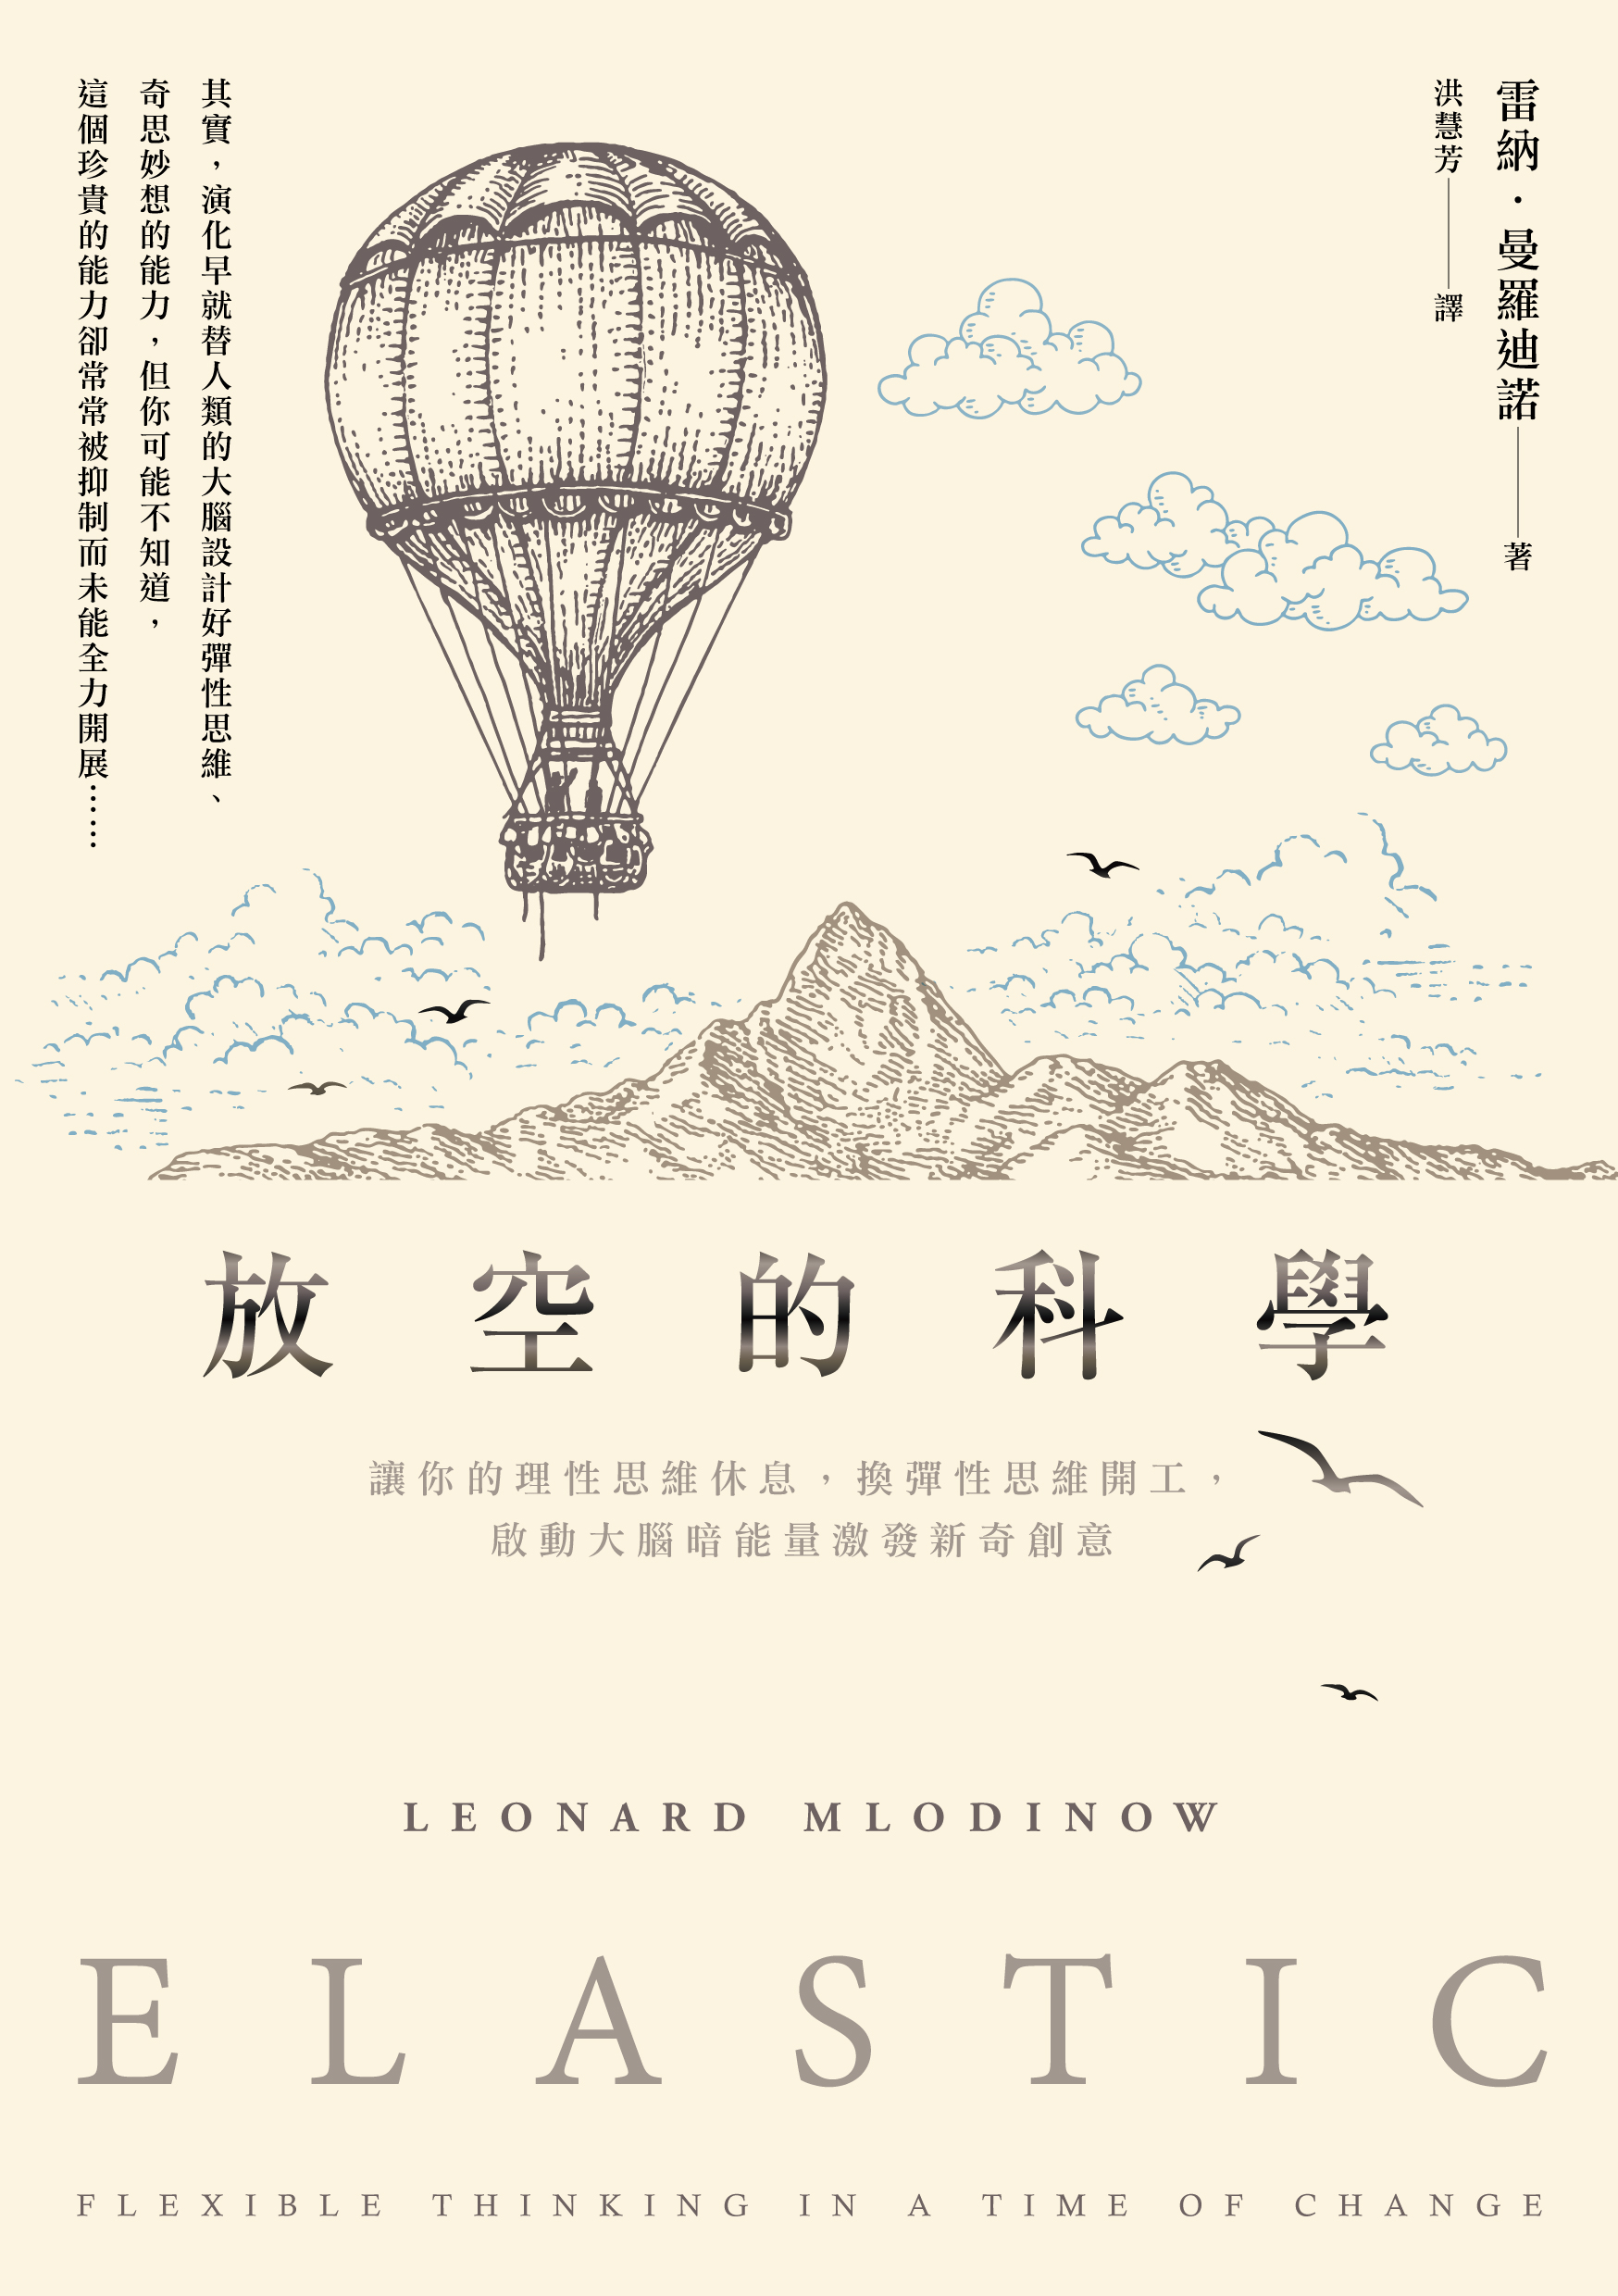 雷納·曼羅迪諾——著
洪慧芳——譯
其實，演化早就替人類的大腦設計好彈性思維、
奇思妙想的能力，但你可能不知道，
這個珍貴的能力卻常常被抑制而未能全力開展……
放空的科學
讓你的理性思維休息，換彈性思維開工，
啟動大腦暗能量激發新奇創意
LEONARD MLODINOW
ELASTIC
FLEXIBLE THINKING IN A TIME OF CHANGE